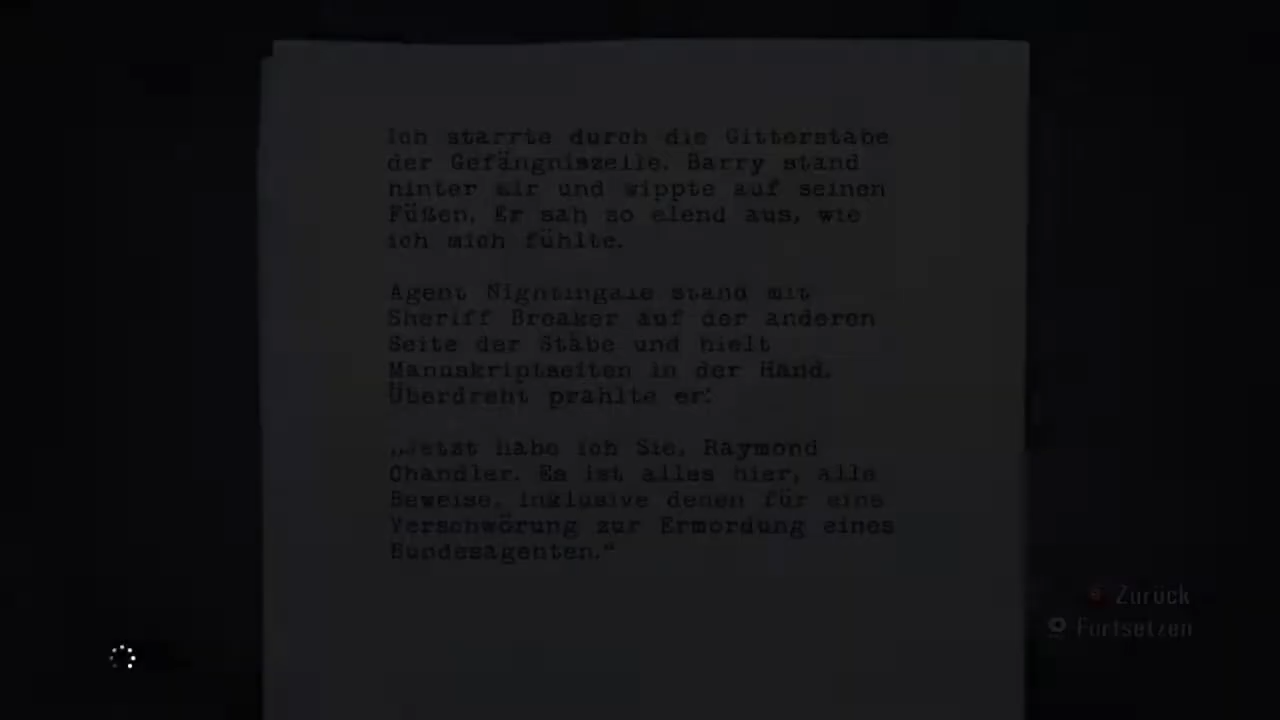 Ich starrte durch die Gitterstäbe
der Gefängniszelle. Barry stand
hinter mir und wippte auf seinen
Füßen. Er sah so elend aus, wie
ich mich fühlte.
Agent Nightingale stand mit
Sheriff Breaker auf der anderen
Seite der Stäbe und hielt
Manuskriptseiten in der Hand.
Überdreht prahlte er:
„Jetzt habe ich Sie, Raymond
Chandler. Es ist alles hier, alle
Beweise, inklusive denen für eine
Verschwörung zur Ermordung eines
Bundesagenten.“
Zurück
Fortsetzen